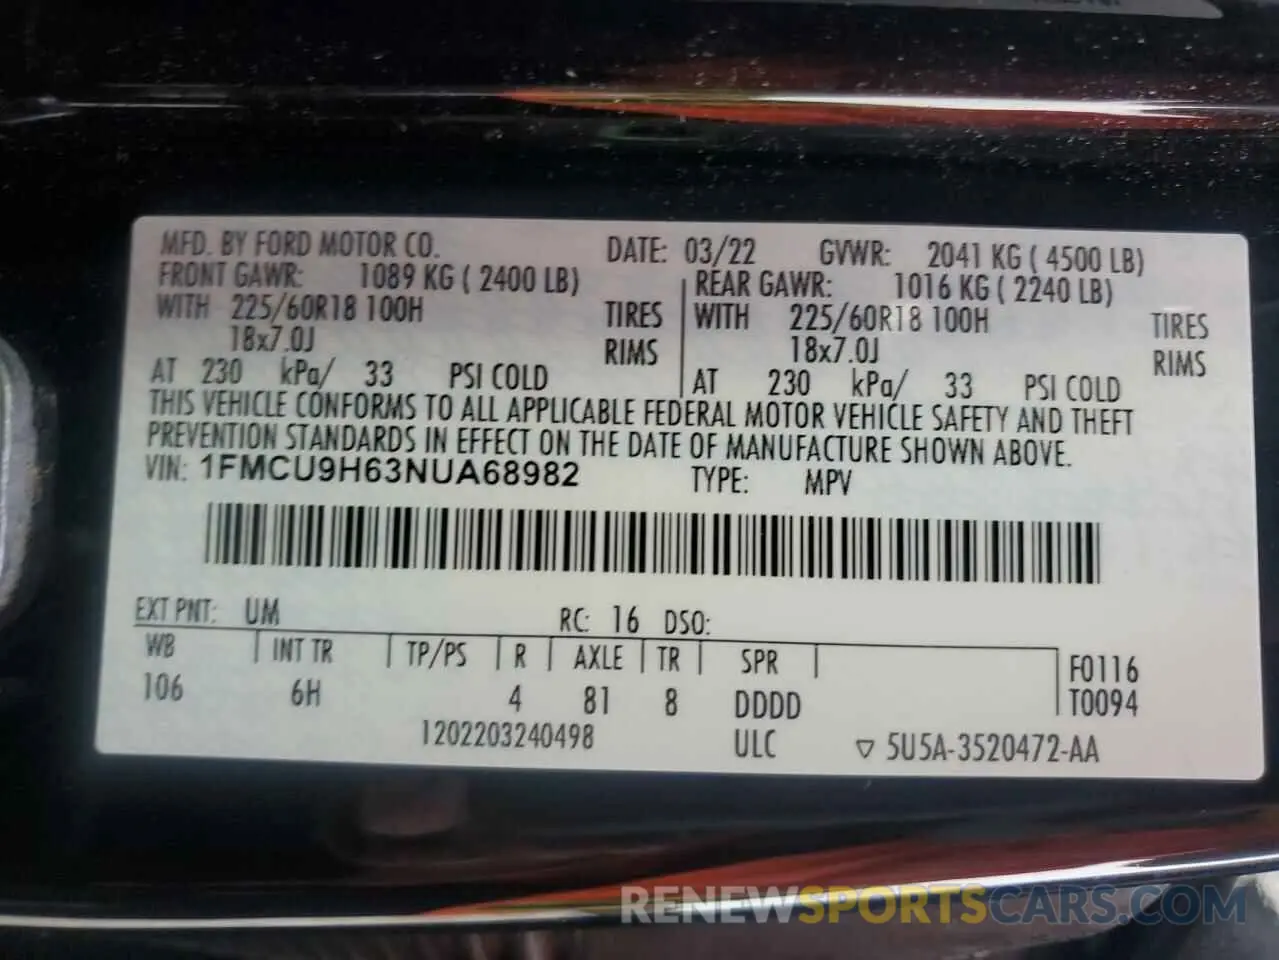 MFD. BY FORD MOTOR CO. DATE: 03/22 GVWR: 2041 KG ( 4500 LB)
FRONT GAWR: 1089 KG ( 2400 LB) REAR GAWR: 1016 KG ( 2240 LB)
WITH 225/60R18 100H TIRES WITH 225/60R18 100H TIRES
18x7.0J RIMS 18x7.0J RIMS
AT 230 kPa/ 33 PSI COLD AT 230 kPa/ 33 PSI COLD
THIS VEHICLE CONFORMS TO ALL APPLICABLE FEDERAL MOTOR VEHICLE SAFETY AND THEFT
PREVENTION STANDARDS IN EFFECT ON THE DATE OF MANUFACTURE SHOWN ABOVE.
VIN: 1FMCU9H63NUA68982 TYPE: MPV
EXT PNT: UM RC: 16 DSO:
WB INT TR TP/PS R AXLE TR SPR F0116
106 6H 4 81 8 DDDD T0094
1202203240498 ULC ▽ 5U5A-3520472-AA
RENEWSPORTSCARS.COM